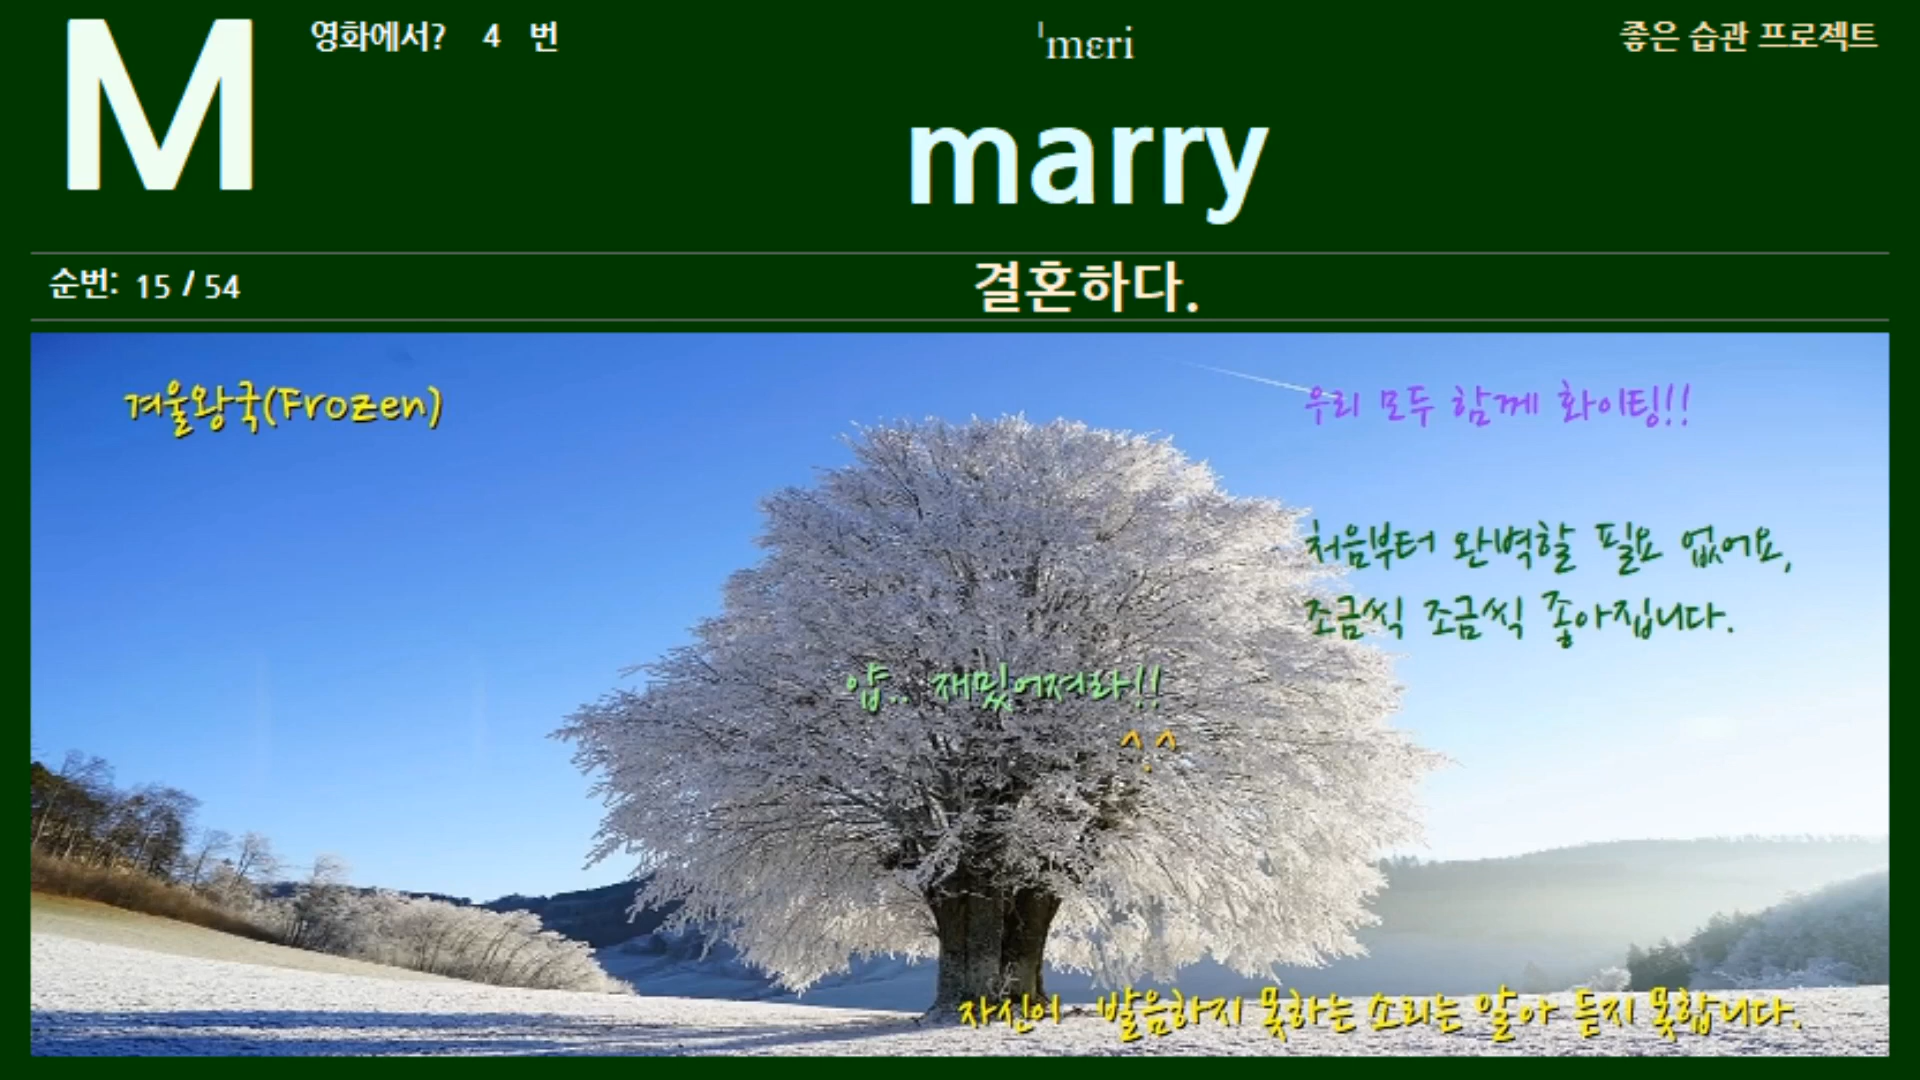 M
영화에서? 4 번
ˈmɛri
좋은 습관 프로젝트
marry
순번: 15 / 54
결혼하다.
겨울왕국(Frozen)
우리 모두 함께 화이팅!!
처음부터 완벽할 필요 없어요,
조금씩 조금씩 좋아집니다.
얍.. 재밌어져라!!
^.^
자신이 발음하지 못하는 소리는 알아 듣지 못합니다.